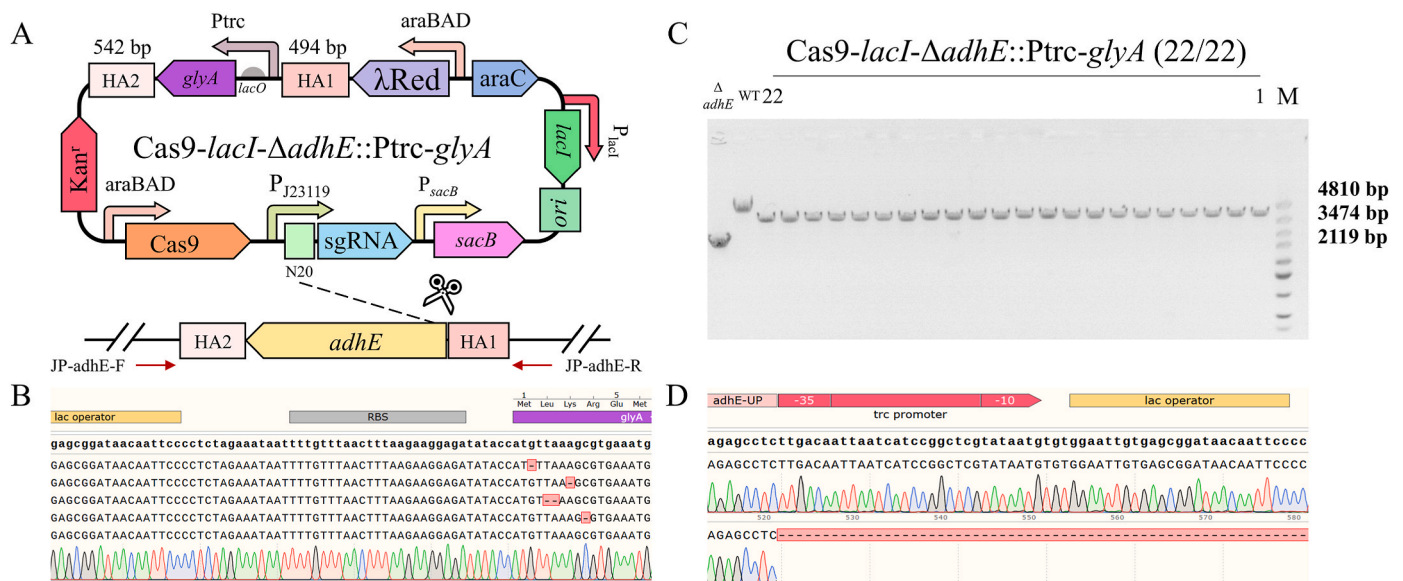 A
Ptrc
araBAD
542 bp
494 bp
HA2
glyA
lacO
HA1
λRed
araC
PlacI
lacI
ori
Kanr
Cas9-lacI-ΔadhE::Ptrc-glyA
araBAD
PJ23119
PsacB
Cas9
sgRNA
sacB
N20
HA2
adhE
HA1
JP-adhE-F
JP-adhE-R
B
1
5
Met Leu Lys Arg Glu Met
lac operator
RBS
glyA
gagcggataacaattcccctctagaaataattttgtttaactttaagaaggagatataccatgttaaagcgtgaaatg
GAGCGGATAACAATTCCCCTCTAGAAATAATTTTGTTTAACTTTAAGAAGGAGATATACCAT-TTAAAGCGTGAAATG
GAGCGGATAACAATTCCCCTCTAGAAATAATTTTGTTTAACTTTAAGAAGGAGATATACCATGTTAA-GCGTGAAATG
GAGCGGATAACAATTCCCCTCTAGAAATAATTTTGTTTAACTTTAAGAAGGAGATATACCATGT--AAGCGTGAAATG
GAGCGGATAACAATTCCCCTCTAGAAATAATTTTGTTTAACTTTAAGAAGGAGATATACCATGTTAAAG-GTGAAATG
GAGCGGATAACAATTCCCCTCTAGAAATAATTTTGTTTAACTTTAAGAAGGAGATATACCATGTTAAAGCGTGAAATG
C
Cas9-lacI-ΔadhE::Ptrc-glyA (22/22)
Δ
adhE
WT
22
1
M
4810 bp
3474 bp
2119 bp
D
adhE-UP
-35
-10
trc promoter
lac operator
agagcctcttgacaattaatcatccggctcgtataatgtgtggaattgtgagcggataacaattcccc
AGAGCCTCTTGACAATTAATCATCCGGCTCGTATAATGTGTGGAATTGTGAGCGGATAACAATTCCCC
520 530 540 550 560 570 580
AGAGCCTC------------------------------------------------------------